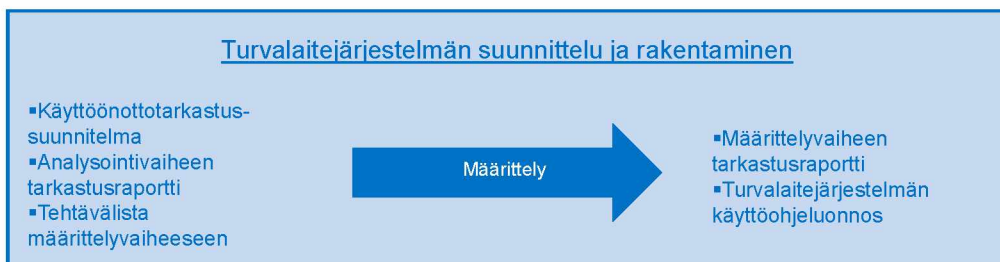 Turvalaitejärjestelmän suunnittelu ja rakentaminen
▪Käyttöönottotarkastus-
suunnitelma
▪Analysointivaiheen
tarkastusraportti
▪Tehtävälista
määrittelyvaiheeseen
Määrittely
▪Määrittelyvaiheen
tarkastusraportti
▪Turvalaitejärjestelmän
käyttöohjeluonnos